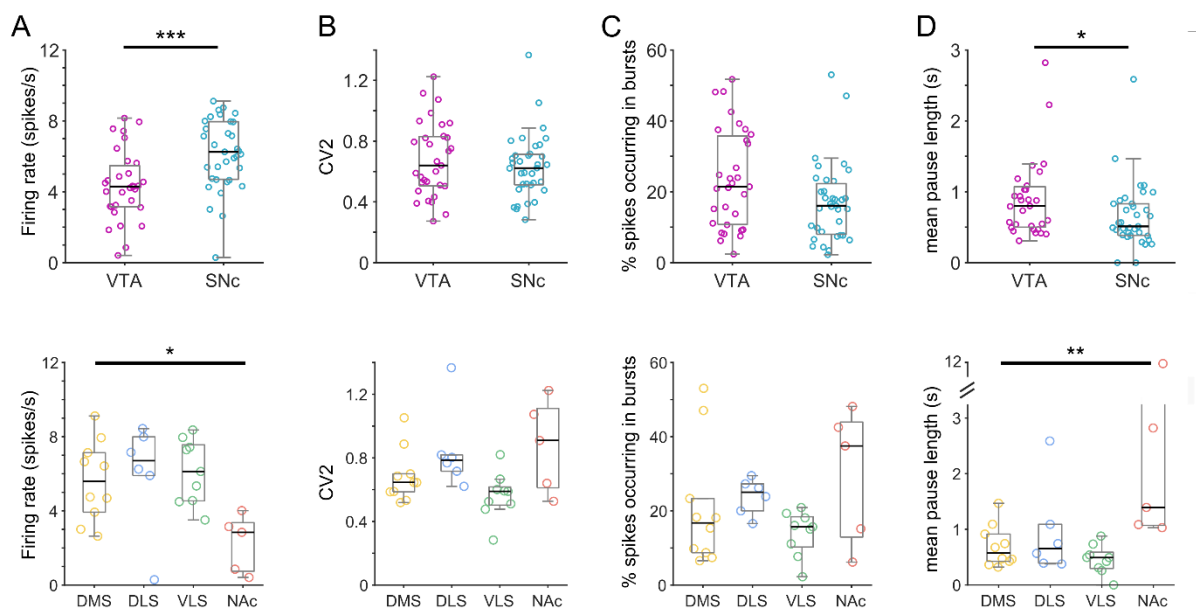 A
B
C
D
***
*
Firing rate (spikes/s)
12
8
4
0
VTA
SNc
CV2
1.2
0.8
0.4
0
VTA
SNc
% spikes occurring in bursts
60
40
20
0
VTA
SNc
mean pause length (s)
3
2
1
0
VTA
SNc
*
**
Firing rate (spikes/s)
12
8
4
0
DMS
DLS
VLS
NAc
CV2
1.2
0.8
0.4
0
DMS
DLS
VLS
NAc
% spikes occurring in bursts
60
40
20
0
DMS
DLS
VLS
NAc
mean pause length (s)
12
3
2
1
0
DMS
DLS
VLS
NAc